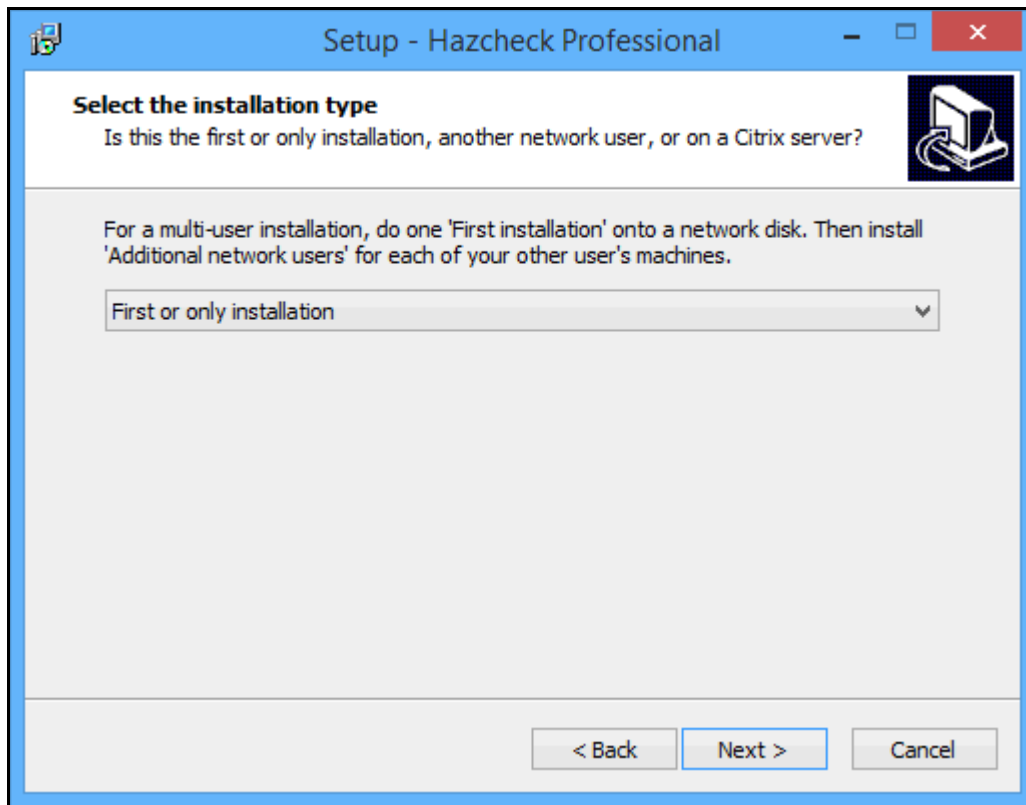 Setup - Hazcheck Professional
Select the installation type
Is this the first or only installation, another network user, or on a Citrix server?
For a multi-user installation, do one 'First installation' onto a network disk. Then install
'Additional network users' for each of your other user's machines.
First or only installation
< Back Next > Cancel